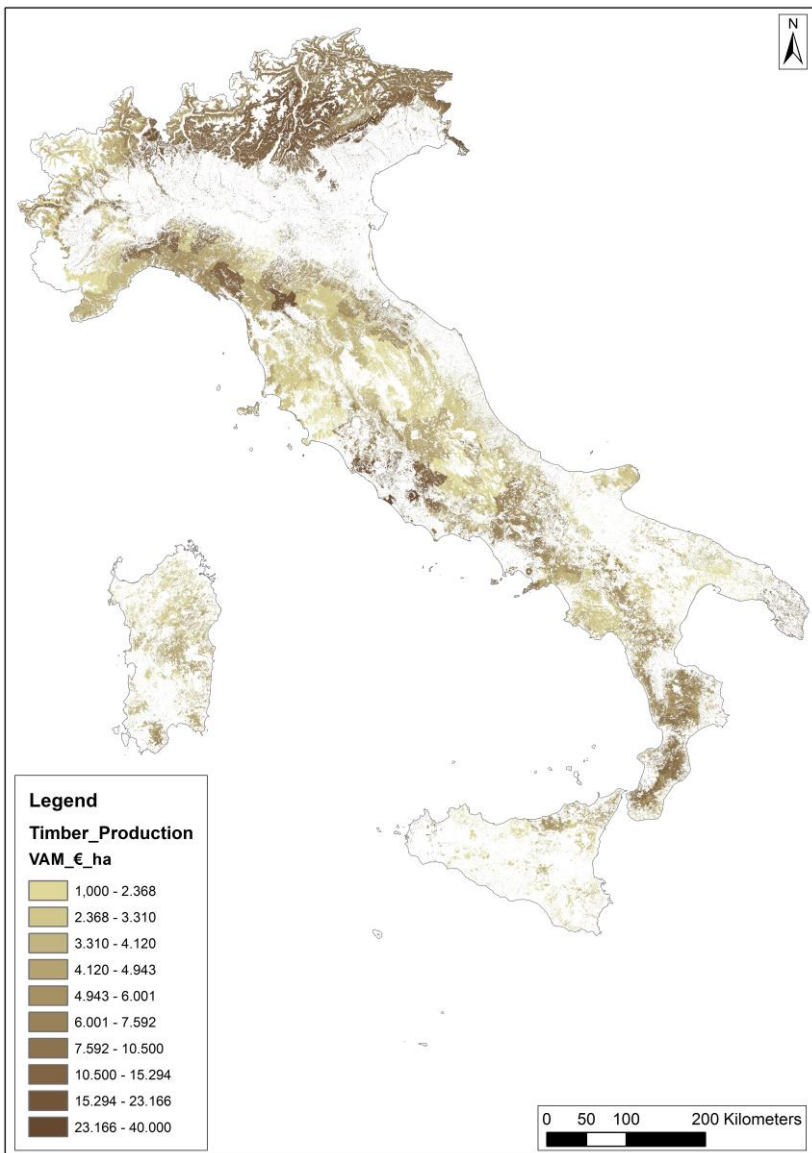 N
Legend
Timber_Production
VAM_€_ha
1,000 - 2.368
2.368 - 3.310
3.310 - 4.120
4.120 - 4.943
4.943 - 6.001
6.001 - 7.592
7.592 - 10.500
10.500 - 15.294
15.294 - 23.166
23.166 - 40.000
0 50 100 200 Kilometers